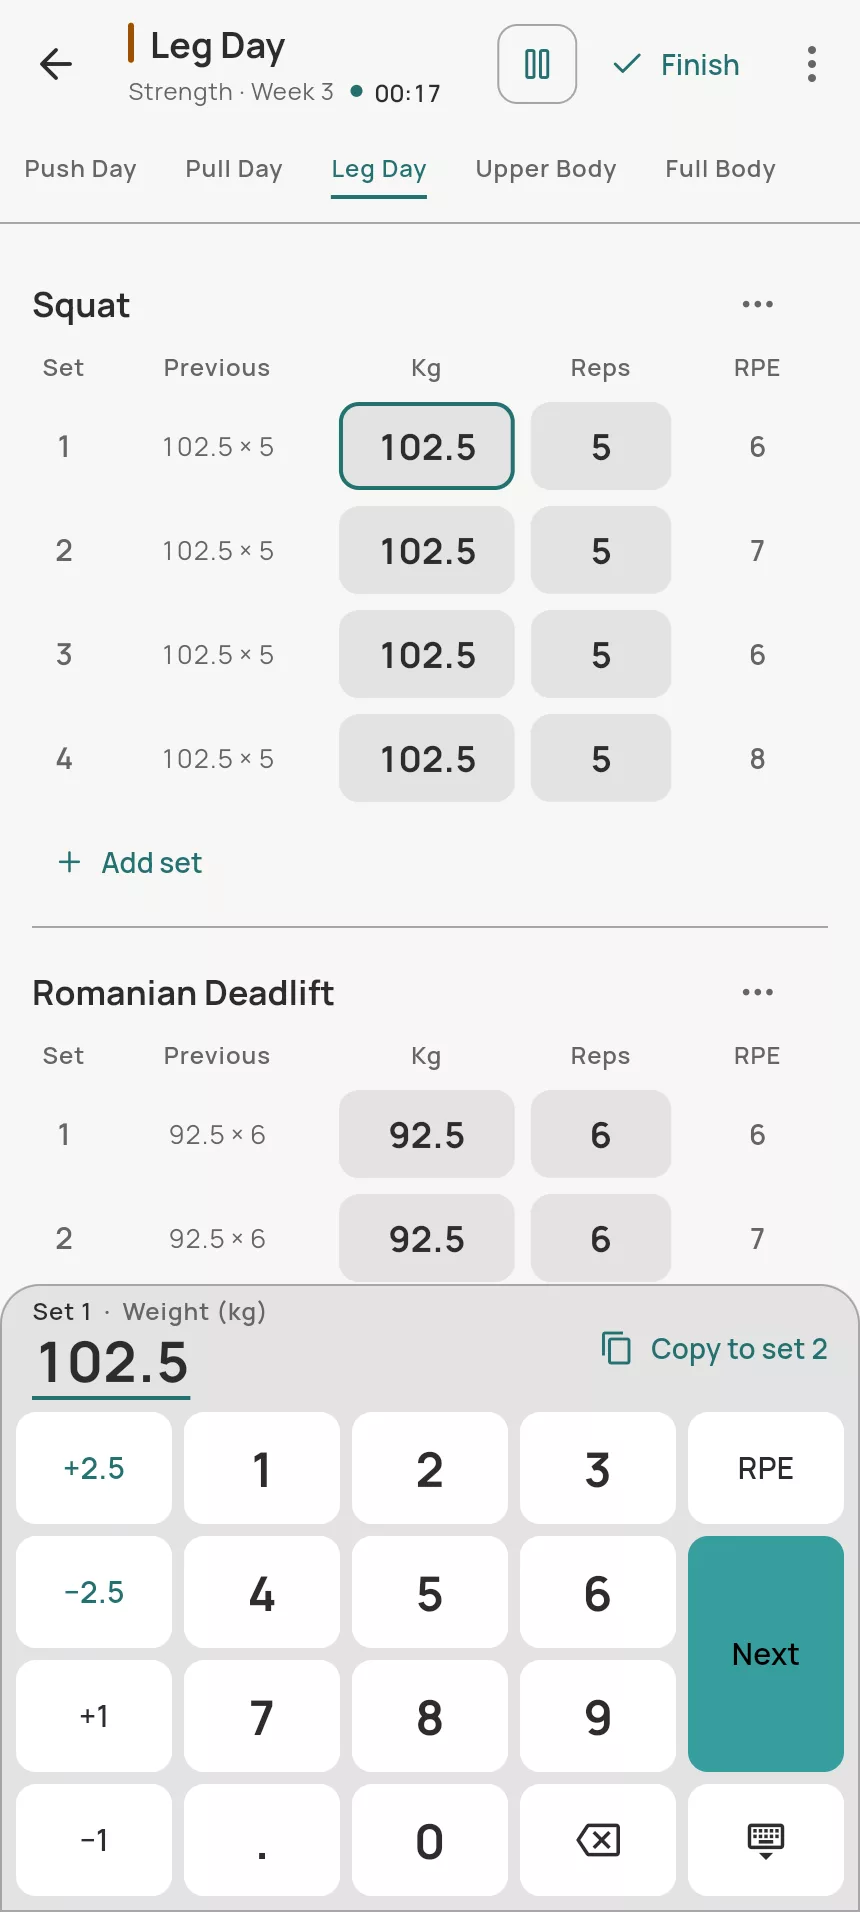 Leg Day
Strength · Week 3 • 00:17
Finish
Push Day Pull Day Leg Day Upper Body Full Body
Squat
Set Previous Kg Reps RPE
1 102.5 × 5 102.5 5 6
2 102.5 × 5 102.5 5 7
3 102.5 × 5 102.5 5 6
4 102.5 × 5 102.5 5 8
+ Add set
Romanian Deadlift
Set Previous Kg Reps RPE
1 92.5 × 6 92.5 6 6
2 92.5 × 6 92.5 6 7
Set 1 · Weight (kg)
102.5
Copy to set 2
+2.5 1 2 3 RPE
−2.5 4 5 6
Next
+1 7 8 9
−1 . 0